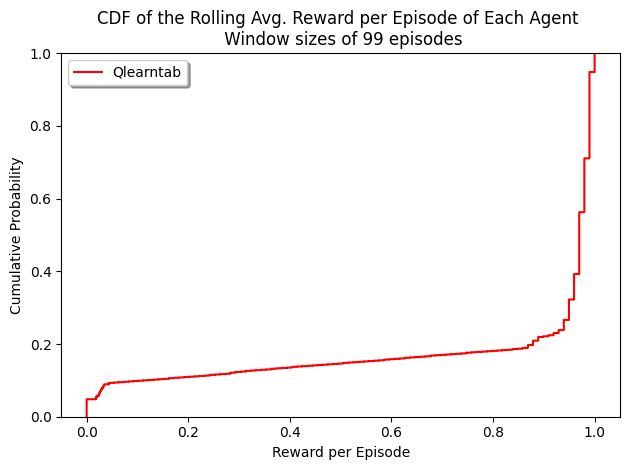 CDF of the Rolling Avg. Reward per Episode of Each Agent
Window sizes of 99 episodes
Qlearntab
Cumulative Probability
1.0
0.8
0.6
0.4
0.2
0.0
0.0 0.2 0.4 0.6 0.8 1.0
Reward per Episode